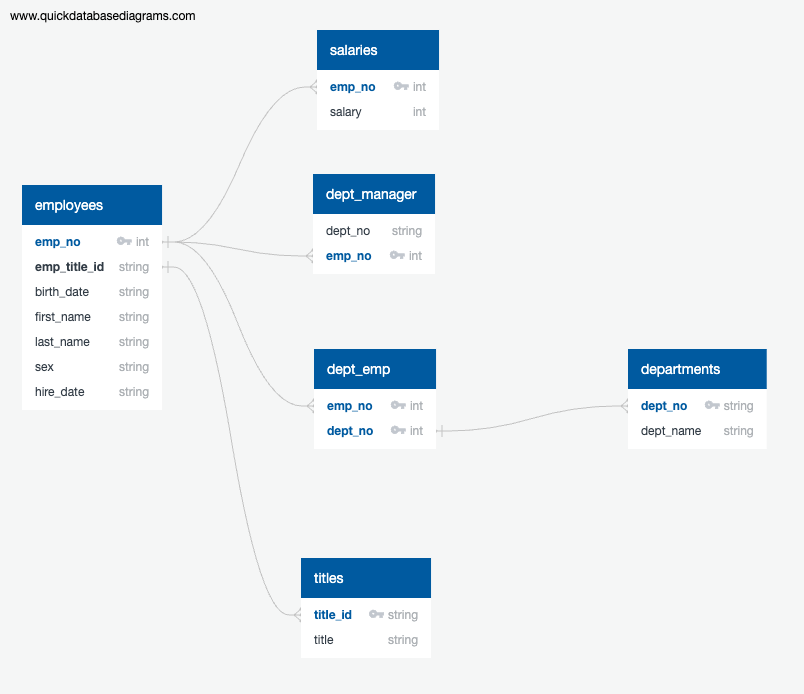 www.quickdatabasediagrams.com
salaries
emp_no int
salary int
dept_manager
dept_no string
emp_no int
employees
emp_no int
emp_title_id string
birth_date string
first_name string
last_name string
sex string
hire_date string
dept_emp
emp_no int
dept_no int
departments
dept_no string
dept_name string
titles
title_id string
title string